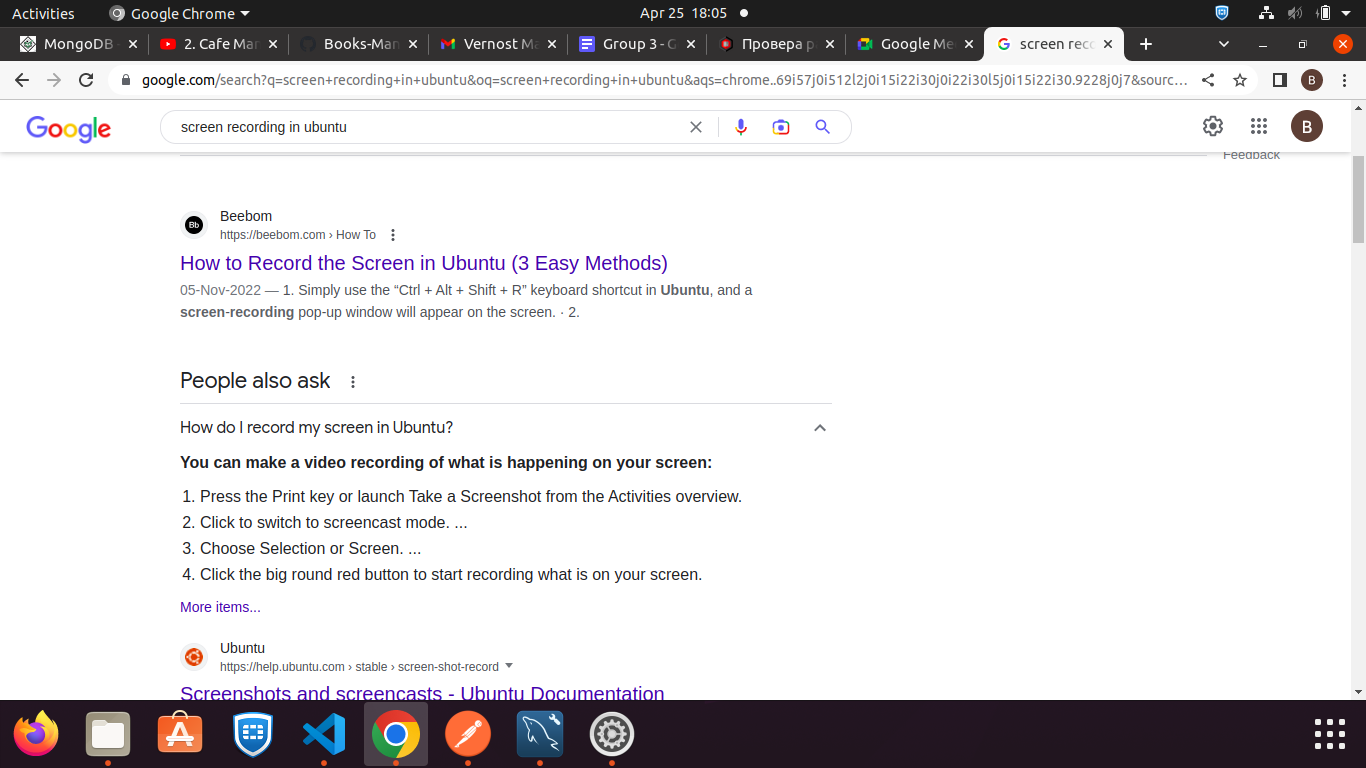 Activities
Google Chrome
Apr 25 18:05
MongoDB
2. Cafe Mar
Books-Man
Vernost Ma
Group 3 - G
Провера р
Google Me
screen reco
google.com/search?q=screen+recording+in+ubuntu&oq=screen+recording+in+ubuntu&aqs=chrome..69i57j0i512l2j0i15i22i30j0i22i30l5j0i15i22i30.9228j0j7&sourc...
B
Google
screen recording in ubuntu
B
Feedback
Bb
Beebom
https://beebom.com › How To
How to Record the Screen in Ubuntu (3 Easy Methods)
05-Nov-2022 — 1. Simply use the “Ctrl + Alt + Shift + R” keyboard shortcut in Ubuntu, and a
screen-recording pop-up window will appear on the screen. · 2.
People also ask
How do I record my screen in Ubuntu?
You can make a video recording of what is happening on your screen:
1. Press the Print key or launch Take a Screenshot from the Activities overview.
2. Click to switch to screencast mode. ...
3. Choose Selection or Screen. ...
4. Click the big round red button to start recording what is on your screen.
More items...
Ubuntu
https://help.ubuntu.com › stable › screen-shot-record
Screenshots and screencasts - Ubuntu Documentation